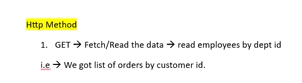 Http Method
1. GET → Fetch/Read the data → read employees by dept id
i.e → We got list of orders by customer id.